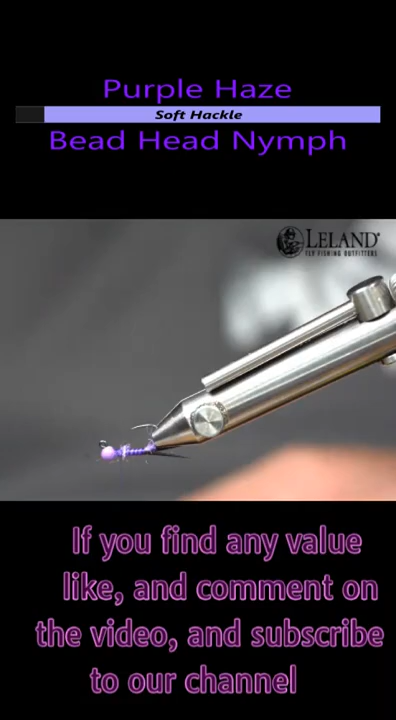 Purple Haze
Soft Hackle
Bead Head Nymph
LELAND
FLY FISHING OUTFITTERS
If you find any value
like, and comment on
the video, and subscribe
to our channel